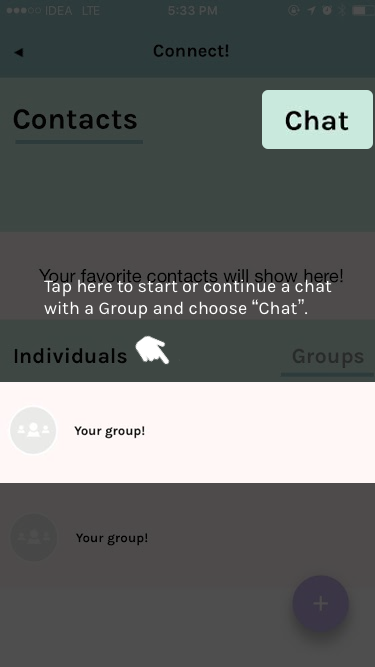 IDEA LTE 5:33 PM
Connect!
Contacts
Chat
Your favorite contacts will show here!
Tap here to start or continue a chat
with a Group and choose “Chat”.
Individuals Groups
Your group!
Your group!
+